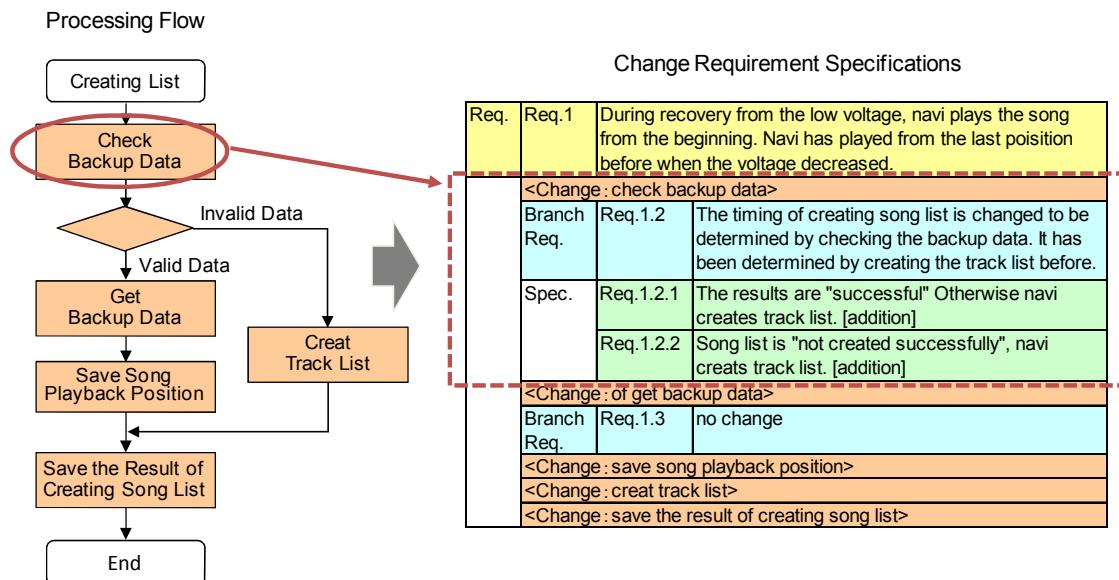 Processing Flow
Creating List
Check
Backup Data
Invalid Data
Valid Data
Get
Backup Data
Creat
Track List
Save Song
Playback Position
Save the Result of
Creating Song List
End
Change Requirement Specifications
Req.
Req.1
During recovery from the low voltage, navi plays the song
from the beginning. Navi has played from the last poisition
before when the voltage decreased.
<Change：check backup data>
Branch
Req.
Req.1.2
The timing of creating song list is changed to be
determined by checking the backup data. It has
been determined by creating the track list before.
Spec.
Req.1.2.1
The results are "successful" Otherwise navi
creates track list. [addition]
Req.1.2.2
Song list is "not created successfully", navi
creats track list. [addition]
<Change：of get backup data>
Branch
Req.
Req.1.3
no change
<Change：save song playback position>
<Change：creat track list>
<Change：save the result of creating song list>